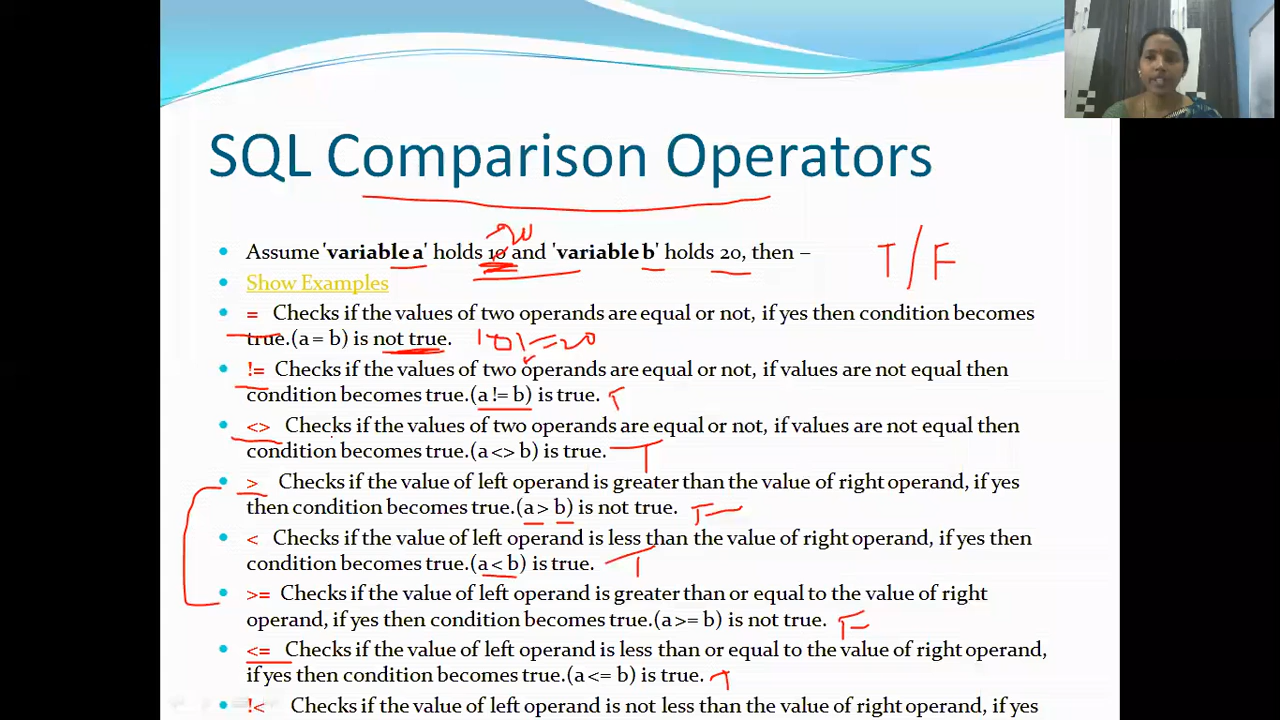 SQL Comparison Operators
20
Assume 'variable a' holds 10 and 'variable b' holds 20, then –
T/F
Show Examples
= Checks if the values of two operands are equal or not, if yes then condition becomes
true.(a = b) is not true.
= 20
!= Checks if the values of two operands are equal or not, if values are not equal then
condition becomes true.(a != b) is true. T
<> Checks if the values of two operands are equal or not, if values are not equal then
condition becomes true.(a <> b) is true. T
> Checks if the value of left operand is greater than the value of right operand, if yes
then condition becomes true.(a > b) is not true. F
< Checks if the value of left operand is less than the value of right operand, if yes then
condition becomes true.(a < b) is true. T
>= Checks if the value of left operand is greater than or equal to the value of right
operand, if yes then condition becomes true.(a >= b) is not true. F
<= Checks if the value of left operand is less than or equal to the value of right operand,
if yes then condition becomes true.(a <= b) is true. T
!< Checks if the value of left operand is not less than the value of right operand, if yes